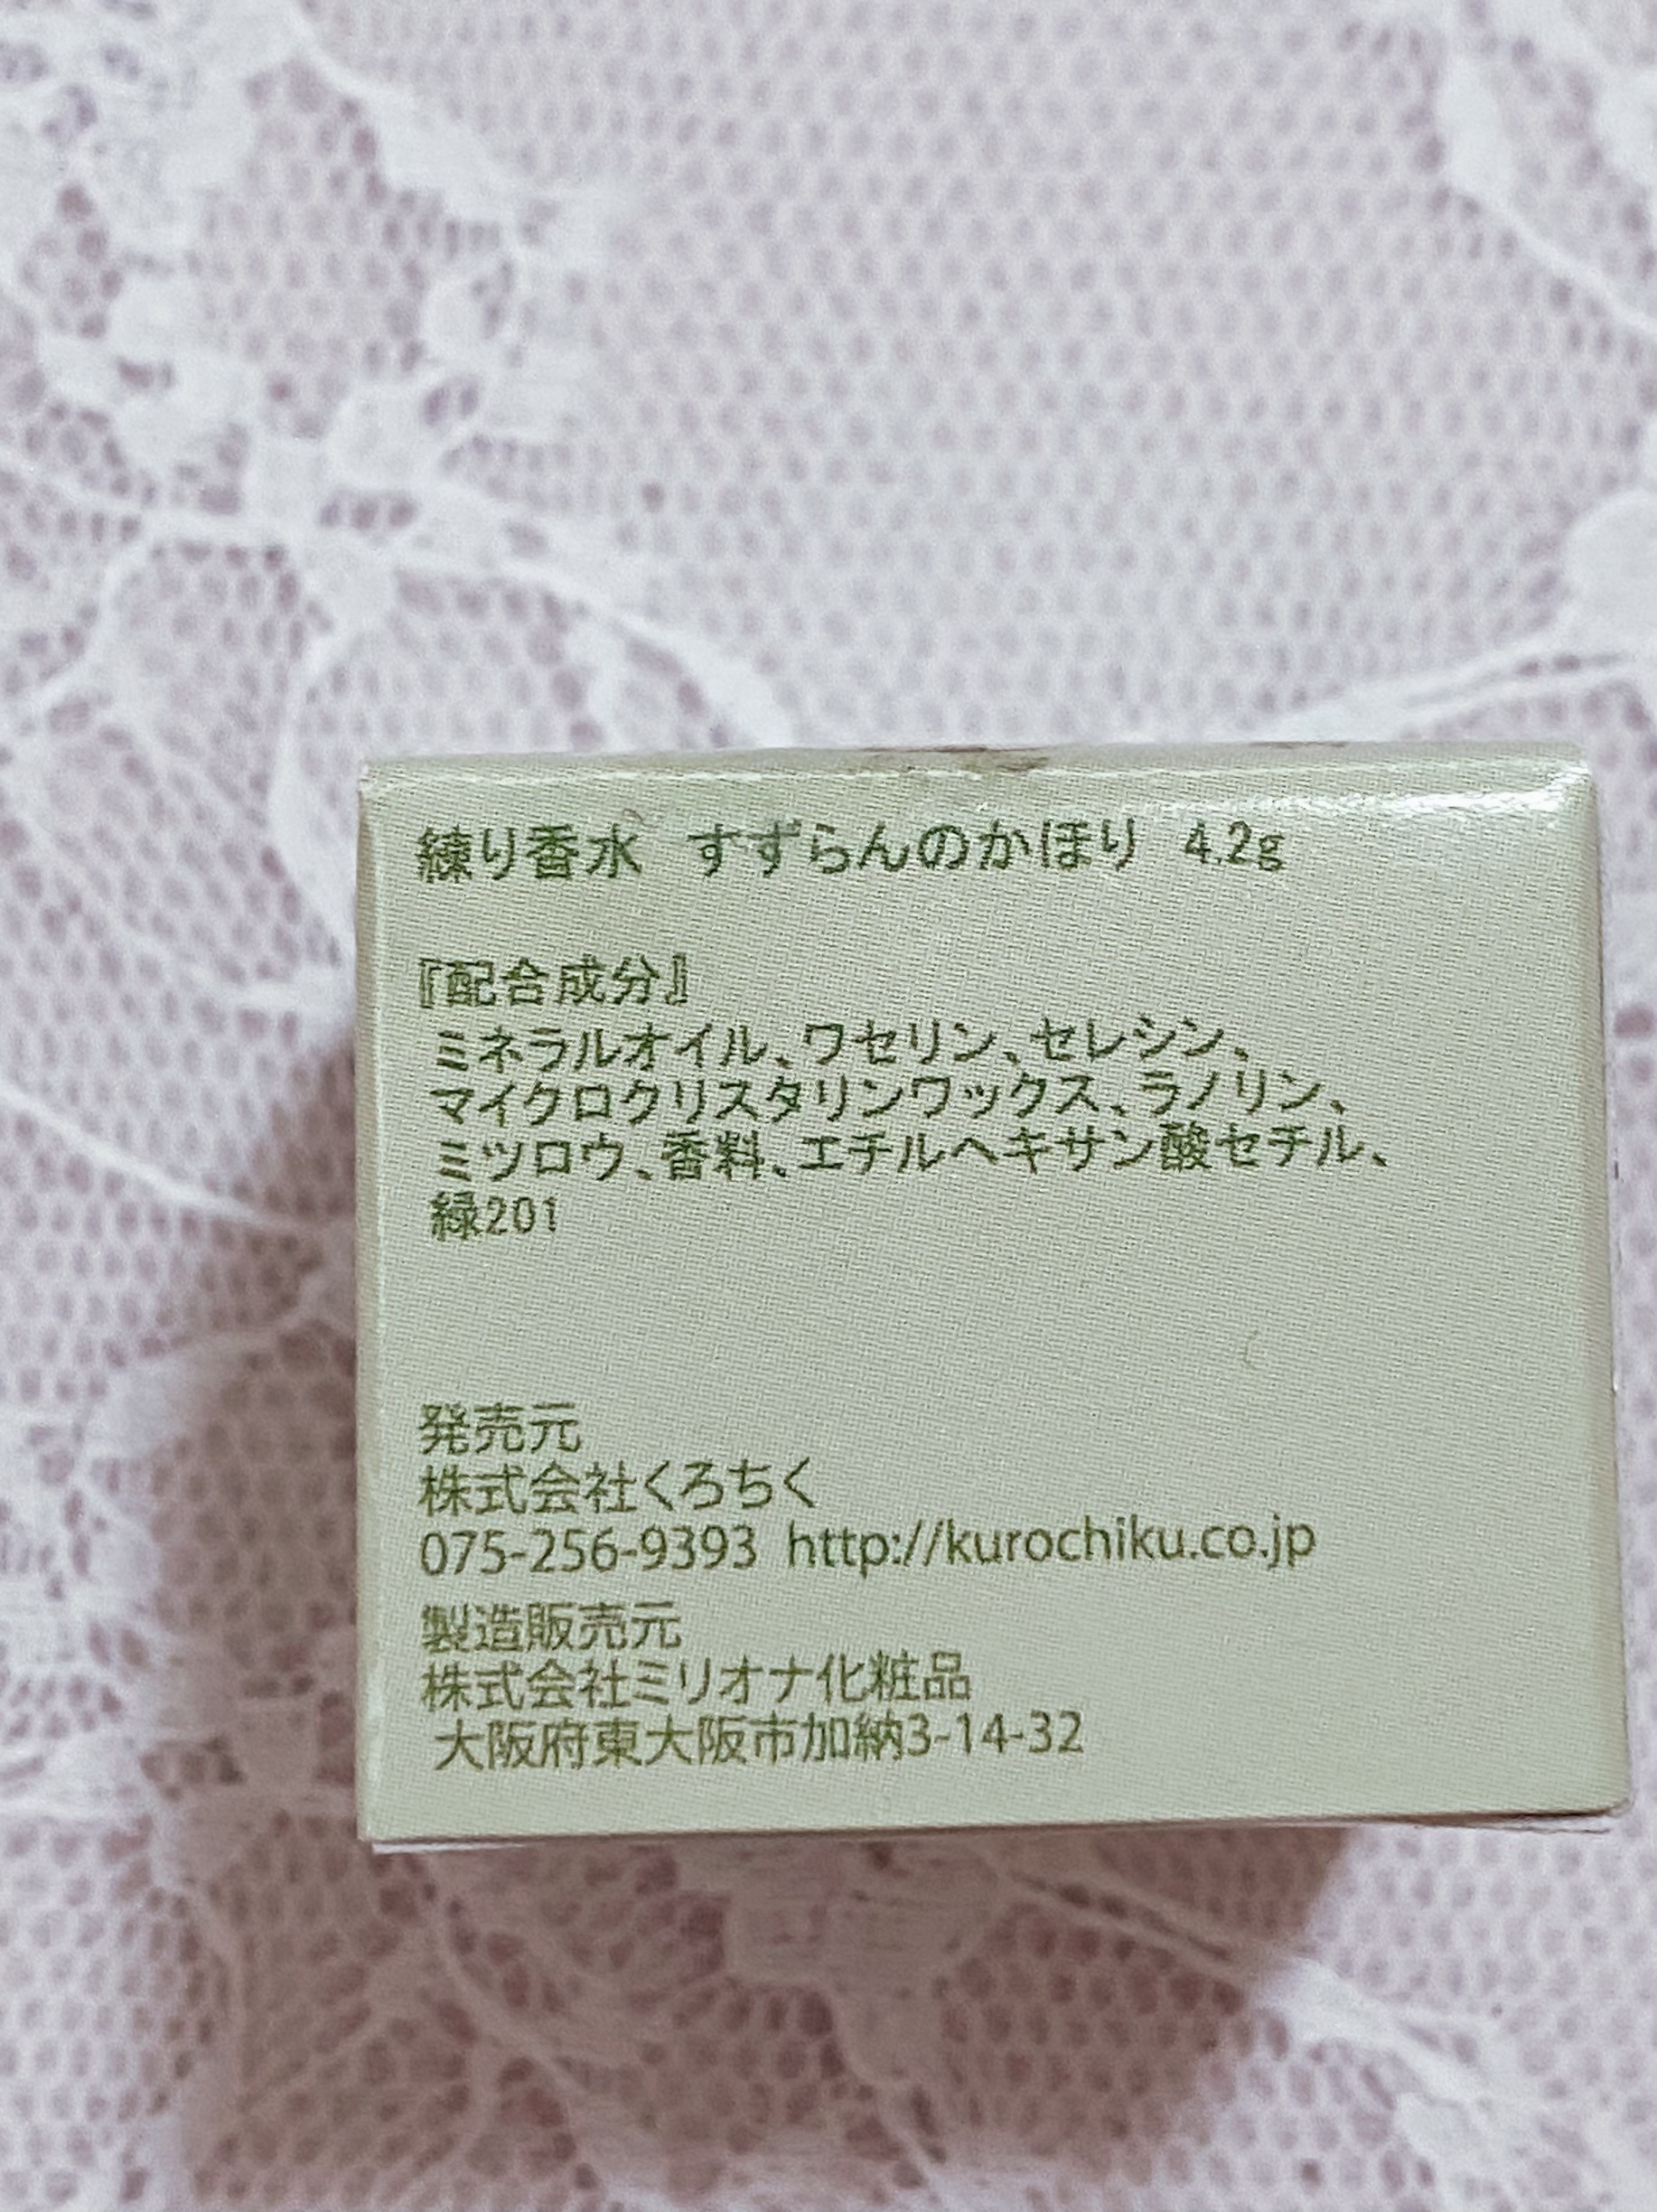 練り香水 すずらんのかほり 4.2g
『配合成分』
ミネラルオイル、ワセリン、セレシン、
マイクロクリスタリンワックス、ラノリン、
ミツロウ、香料、エチルヘキサン酸セチル、
緑201
発売元
株式会社くろちく
075-256-9393 http://kurochiku.co.jp
製造販売元
株式会社ミリオナ化粧品
大阪府東大阪市加納3-14-32